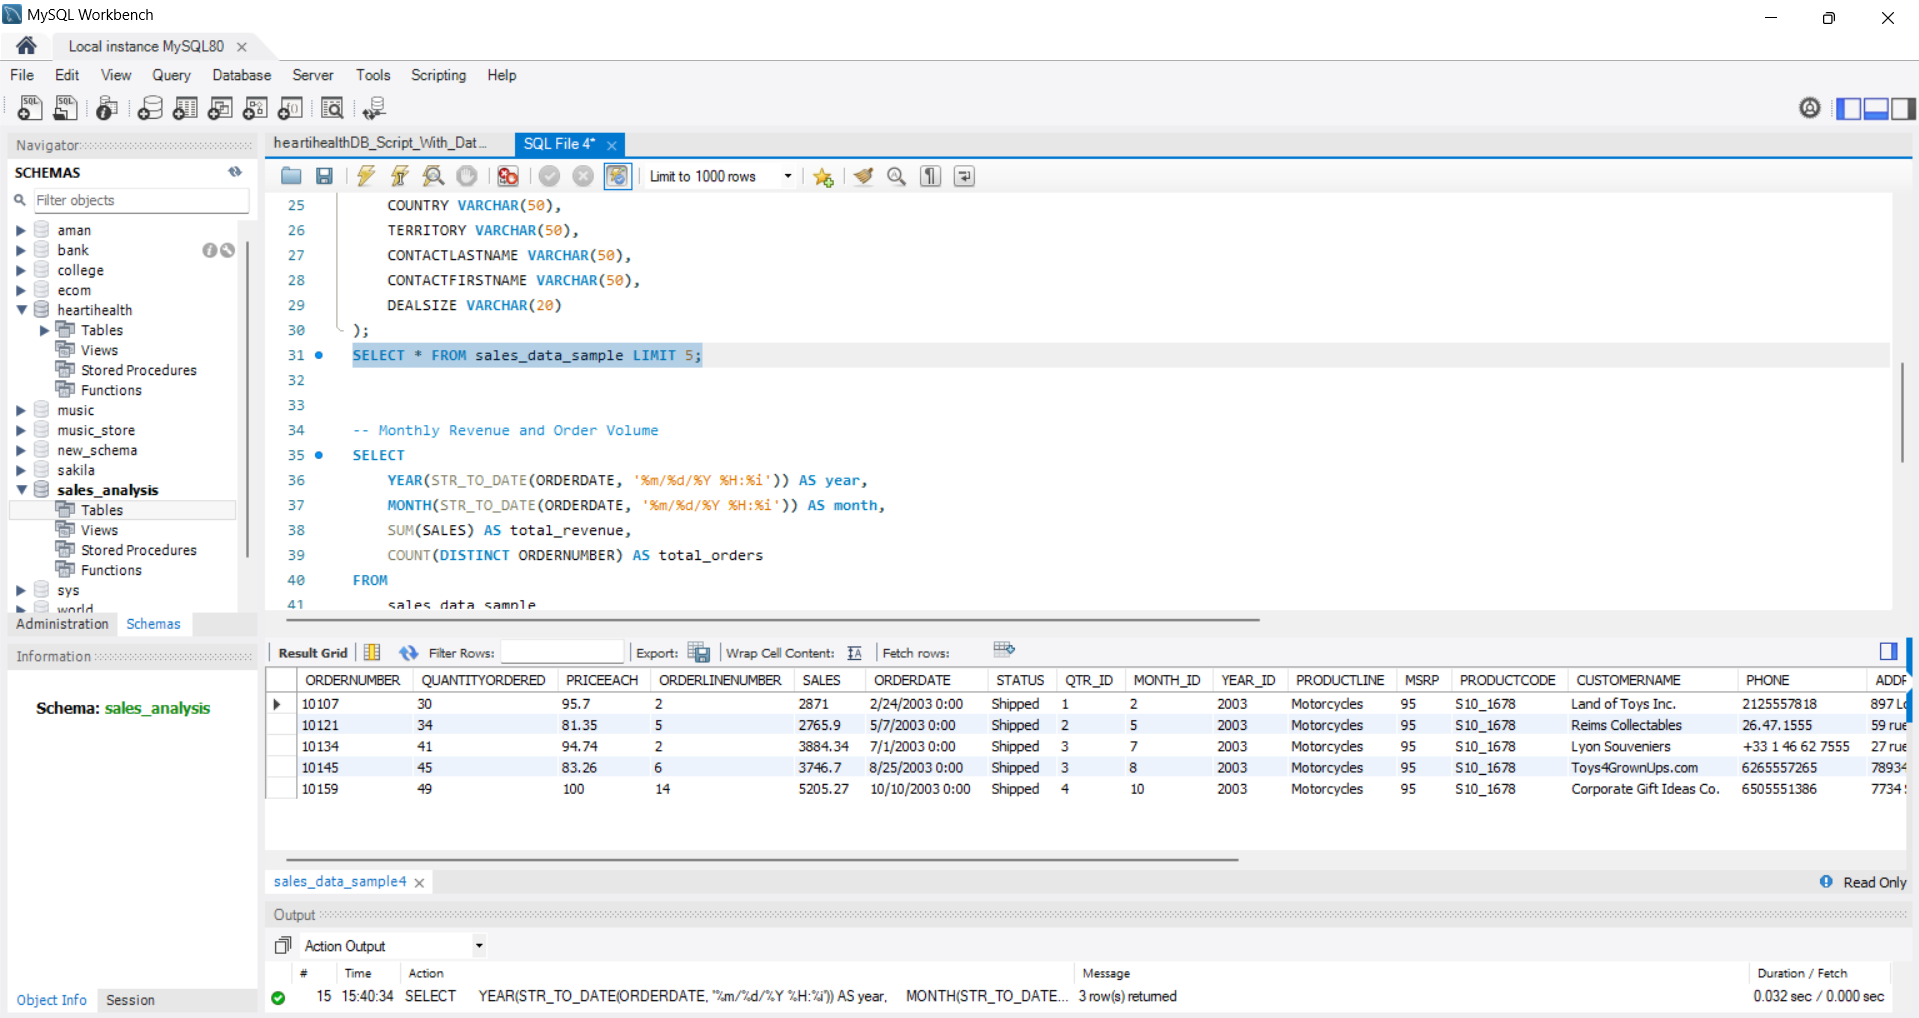 MySQL Workbench
Local instance MySQL80
File Edit View Query Database Server Tools Scripting Help
Navigator
SCHEMAS
Filter objects
aman
bank
college
ecom
heartihealth
Tables
Views
Stored Procedures
Functions
music
music_store
new_schema
sakila
sales_analysis
Tables
Views
Stored Procedures
Functions
sys
world
Administration Schemas
Information
Schema: sales_analysis
Object Info Session
heartihealthDB_Script_With_Dat... SQL File 4*
Limit to 1000 rows
25 COUNTRY VARCHAR(50),
26 TERRITORY VARCHAR(50),
27 CONTACTLASTNAME VARCHAR(50),
28 CONTACTFIRSTNAME VARCHAR(50),
29 DEALSIZE VARCHAR(20)
30 );
31 SELECT * FROM sales_data_sample LIMIT 5;
32
33
34 -- Monthly Revenue and Order Volume
35 SELECT
36 YEAR(STR_TO_DATE(ORDERDATE, '%m/%d/%Y %H:%i')) AS year,
37 MONTH(STR_TO_DATE(ORDERDATE, '%m/%d/%Y %H:%i')) AS month,
38 SUM(SALES) AS total_revenue,
39 COUNT(DISTINCT ORDERNUMBER) AS total_orders
40 FROM
41 sales_data_sample
Result Grid Filter Rows: Export: Wrap Cell Content: Fetch rows:
ORDERNUMBER QUANTITYORDERED PRICEEACH ORDERLINENUMBER SALES ORDERDATE STATUS QTR_ID MONTH_ID YEAR_ID PRODUCTLINE MSRP PRODUCTCODE CUSTOMERNAME PHONE ADDR
10107 30 95.7 2 2871 2/24/2003 0:00 Shipped 1 2 2003 Motorcycles 95 S10_1678 Land of Toys Inc. 2125557818 897 Lo
10121 34 81.35 5 2765.9 5/7/2003 0:00 Shipped 2 5 2003 Motorcycles 95 S10_1678 Reims Collectables 26.47.1555 59 rue
10134 41 94.74 2 3884.34 7/1/2003 0:00 Shipped 3 7 2003 Motorcycles 95 S10_1678 Lyon Souveniers +33 1 46 62 7555 27 rue
10145 45 83.26 6 3746.7 8/25/2003 0:00 Shipped 3 8 2003 Motorcycles 95 S10_1678 Toys4GrownUps.com 6265557265 78934
10159 49 100 14 5205.27 10/10/2003 0:00 Shipped 4 10 2003 Motorcycles 95 S10_1678 Corporate Gift Ideas Co. 6505551386 7734
sales_data_sample4
Read Only
Output
Action Output
# Time Action Message Duration / Fetch
15 15:40:34 SELECT YEAR(STR_TO_DATE(ORDERDATE, '%m/%d/%Y %H:%i')) AS year, MONTH(STR_TO_DATE... 3 row(s) returned 0.032 sec / 0.000 sec